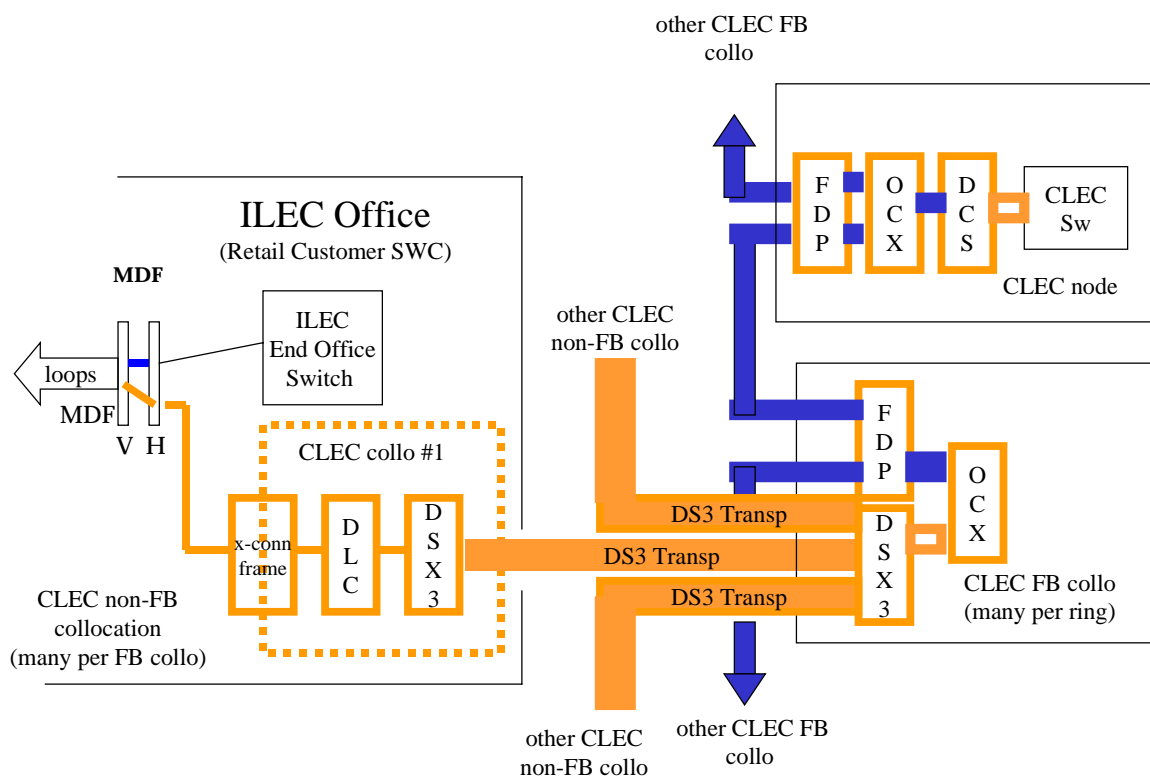 other CLEC FB
collo
F
D
P
O
C
X
D
C
S
CLEC
Sw
CLEC node
ILEC Office
(Retail Customer SWC)
MDF
ILEC
End Office
Switch
loops
MDF
V H
other CLEC
non-FB collo
CLEC collo #1
x-conn
frame
D
L
C
D
S
X
3
DS3 Transp
DS3 Transp
DS3 Transp
F
D
P
D
S
X
3
O
C
X
CLEC FB collo
(many per ring)
CLEC non-FB
collocation
(many per FB collo)
other CLEC
non-FB collo
other CLEC FB
collo